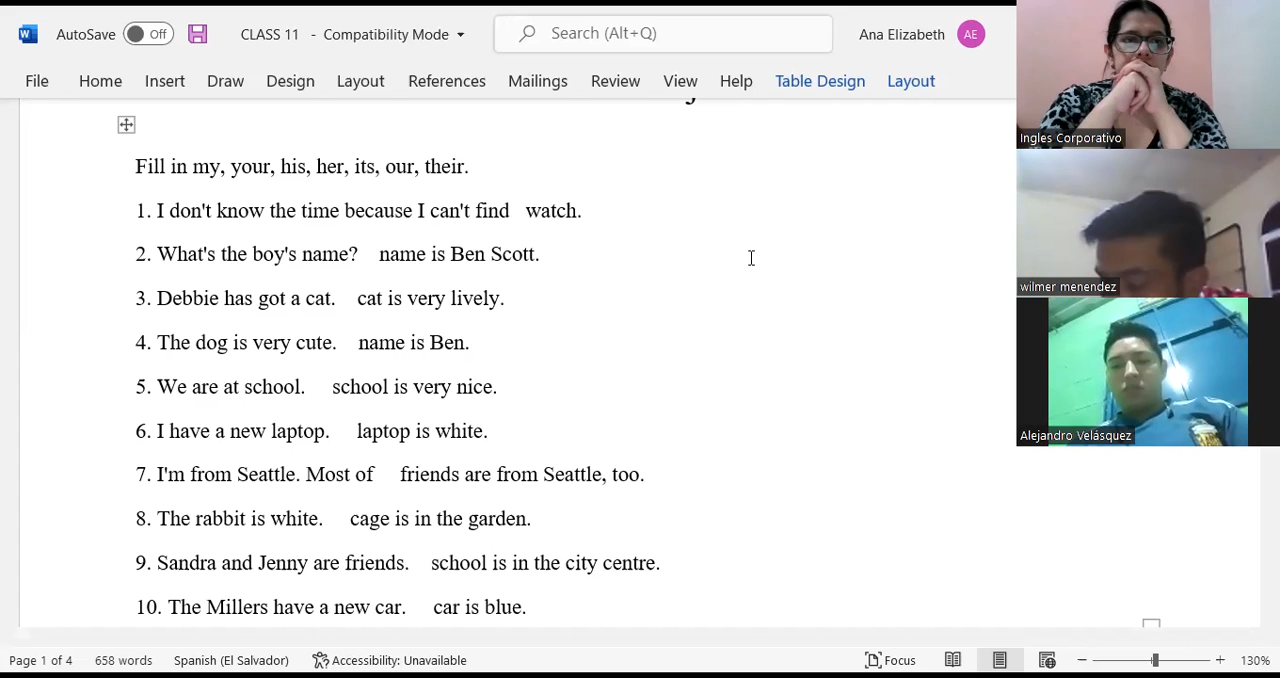 AutoSave Off CLASS 11 - Compatibility Mode Search (Alt+Q) Ana Elizabeth AE
File Home Insert Draw Design Layout References Mailings Review View Help Table Design Layout
Fill in my, your, his, her, its, our, their.
1. I don't know the time because I can't find watch.
2. What's the boy's name? name is Ben Scott.
3. Debbie has got a cat. cat is very lively.
4. The dog is very cute. name is Ben.
5. We are at school. school is very nice.
6. I have a new laptop. laptop is white.
7. I'm from Seattle. Most of friends are from Seattle, too.
8. The rabbit is white. cage is in the garden.
9. Sandra and Jenny are friends. school is in the city centre.
10. The Millers have a new car. car is blue.
Page 1 of 4 658 words Spanish (El Salvador) Accessibility: Unavailable Focus 130%
Ingles Corporativo
wilmer menendez
Alejandro Velásquez